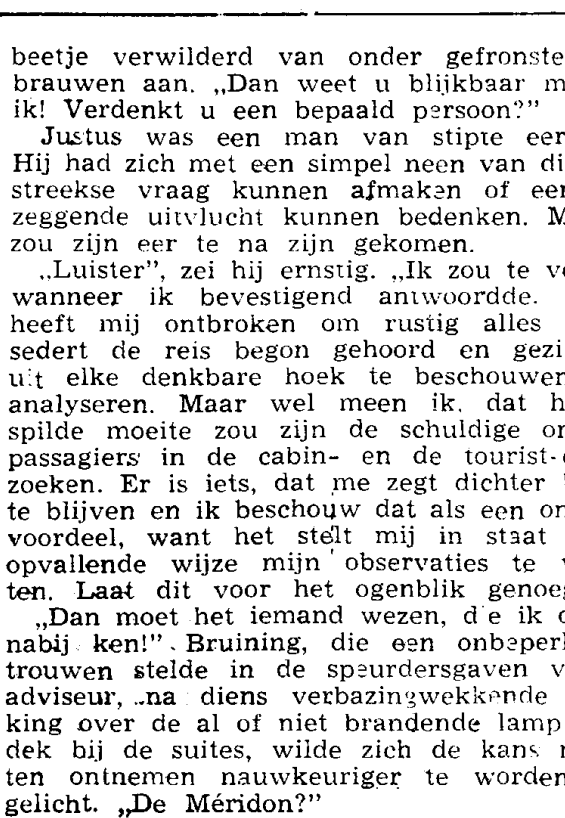 beetje verwilderd van onder gefronste
brauwen aan. „Dan weet u blijkbaar m
ik! Verdenkt u een bepaald persoon?”
Justus was een man van stipte eer
Hij had zich met een simpel neen van di
streekse vraag kunnen afmaken of een
zeggende uitvlucht kunnen bedenken. M
zou zijn eer te na zijn gekomen.
„Luister”, zei hij ernstig. „Ik zou te v
wanneer ik bevestigend antwoordde.
heeft mij ontbroken om rustig alles
sedert de reis begon gehoord en gezi
uit elke denkbare hoek te beschouwen
analyseren. Maar wel meen ik, dat h
spilde moeite zou zijn de schuldige on
passagiers in de cabin- en de tourist-
zoeken. Er is iets, dat me zegt dichter
te blijven en ik beschouw dat als een on
voordeel, want het stelt mij in staat
opvallende wijze mijn observaties te v
ten. Laat dit voor het ogenblik genoeg
„Dan moet het iemand wezen, die ik
nabij ken!” Bruining, die een onbeperk
trouwen stelde in de speurdersgaven v
adviseur, na diens verbazingwekkende
king over de al of niet brandende lamp
dek bij de suites, wilde zich de kans n
ten ontnemen nauwkeuriger te worden
gelicht. „De Méridon?”